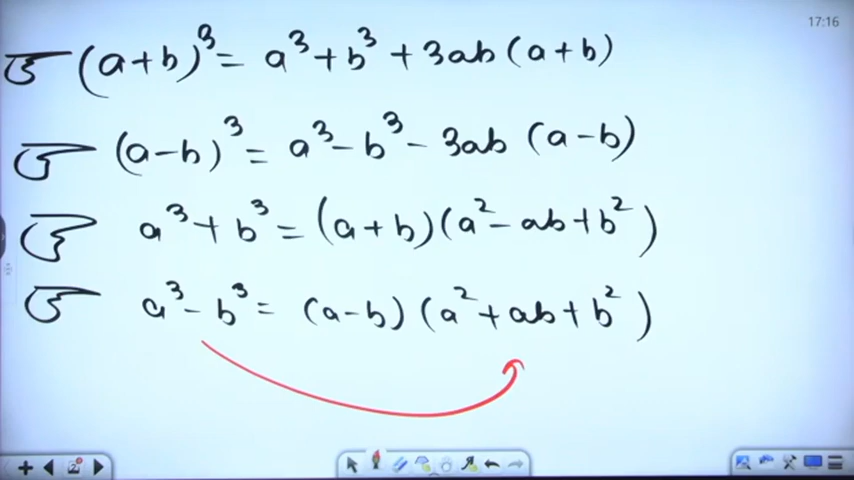 17:16
(a+b)³ = a³+b³+3ab(a+b)
(a-b)³ = a³-b³-3ab (a-b)
a³+b³ = (a+b)(a²-ab+b²)
a³-b³ = (a-b) (a²+ab+b²)
2